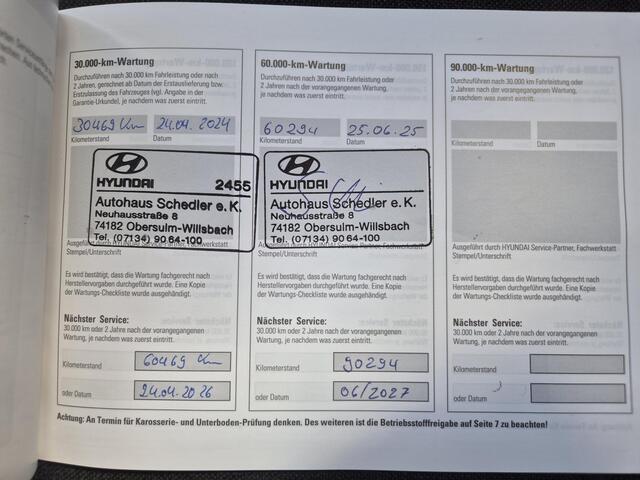 30.000-km-Wartung
Durchzuführen nach 30.000 km Fahrleistung oder nach
2 Jahren, gerechnet ab Datum der Erstauslieferung bzw.
Erstzulassung des Fahrzeuges (vgl. Angabe in der
Garantie-Urkunde), je nachdem was zuerst eintritt.
30469 Km 24.04.2024
Kilometerstand Datum
HYUNDAI 2455
Autohaus Schedler e.K.
Neuhausstraße 8
74182 Obersulm-Willsbach
Tel. (07134) 90 64-100
Ausgeführt durch HYUNDAI Service-Partner, Fachwerkstatt
Stempel/Unterschrift
Es wird bestätigt, dass die Wartung fachgerecht nach
Herstellervorgaben durchgeführt wurde. Eine Kopie
der Wartungs-Checkliste wurde ausgehändigt.
Nächster Service:
30.000 km oder 2 Jahre nach der vorangegangenen
Wartung, je nachdem was zuerst eintritt.
Kilometerstand 60469 Km
oder Datum 24.04.2026
60.000-km-Wartung
Durchzuführen nach 30.000 km Fahrleistung oder
2 Jahre nach der vorangegangenen Wartung,
je nachdem was zuerst eintritt.
60294 25.06.25
Kilometerstand Datum
HYUNDAI
Autohaus Schedler e.K.
Neuhausstraße 8
74182 Obersulm-Willsbach
Tel. (07134) 90 64-100
Ausgeführt durch HYUNDAI Service-Partner, Fachwerkstatt
Stempel/Unterschrift
Es wird bestätigt, dass die Wartung fachgerecht nach
Herstellervorgaben durchgeführt wurde. Eine Kopie
der Wartungs-Checkliste wurde ausgehändigt.
Nächster Service:
30.000 km oder 2 Jahre nach der vorangegangenen
Wartung, je nachdem was zuerst eintritt.
Kilometerstand 90294
oder Datum 06/2027
90.000-km-Wartung
Durchzuführen nach 30.000 km Fahrleistung oder
2 Jahre nach der vorangegangenen Wartung,
je nachdem was zuerst eintritt.
Kilometerstand Datum
Ausgeführt durch HYUNDAI Service-Partner, Fachwerkstatt
Stempel/Unterschrift
Es wird bestätigt, dass die Wartung fachgerecht nach
Herstellervorgaben durchgeführt wurde. Eine Kopie
der Wartungs-Checkliste wurde ausgehändigt.
Nächster Service:
30.000 km oder 2 Jahre nach der vorangegangenen
Wartung, je nachdem was zuerst eintritt.
Kilometerstand
oder Datum
Achtung: An Termin für Karosserie- und Unterboden-Prüfung denken. Des weiteren ist die Betriebsstofffreigabe auf Seite 7 zu beachten!